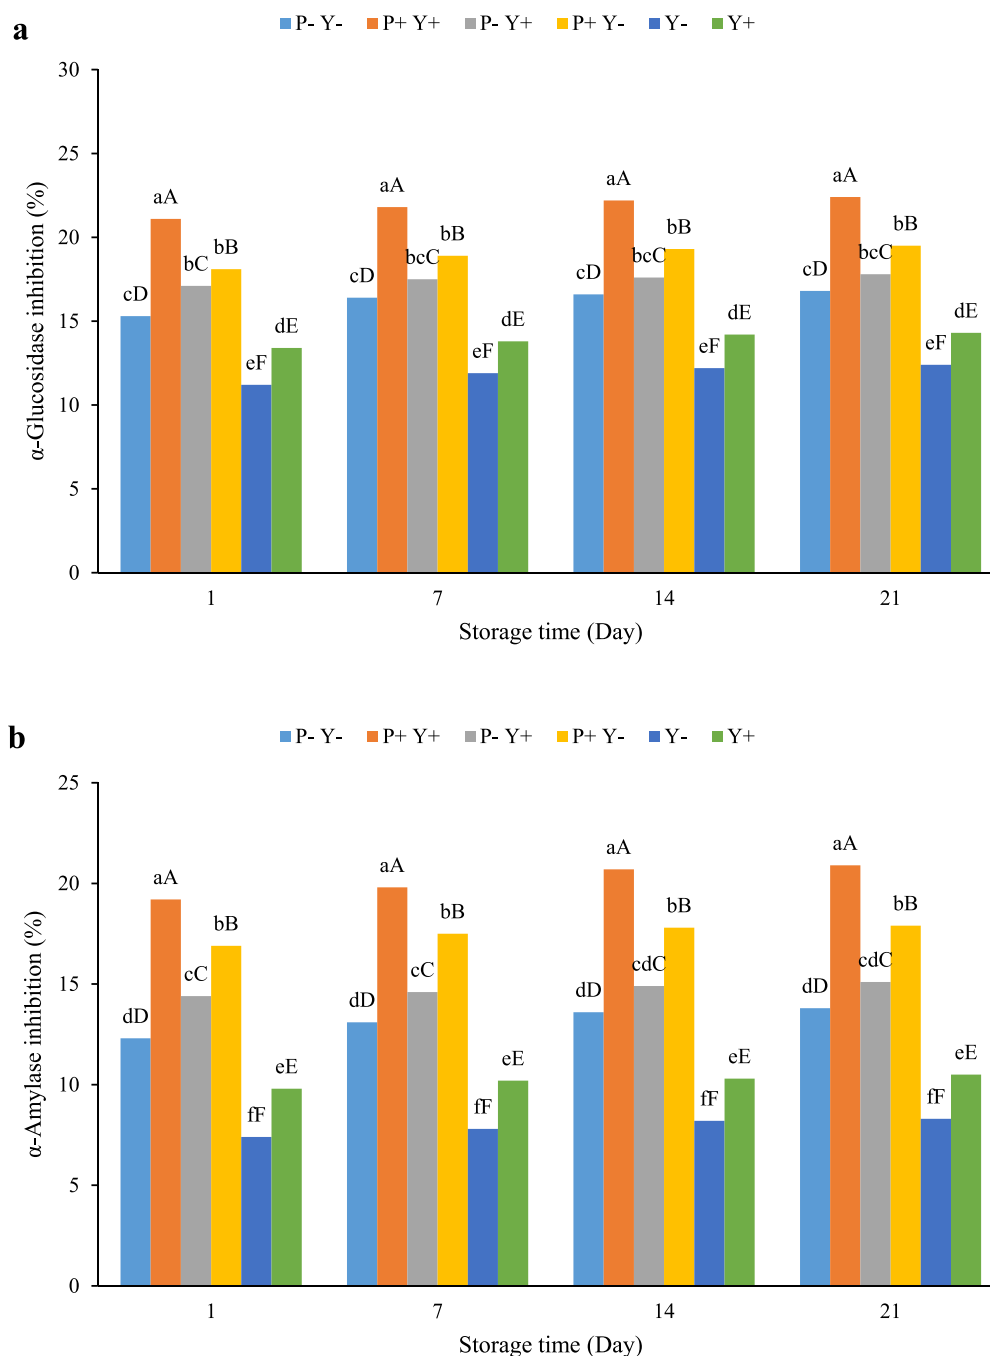 a
P- Y- P+ Y+ P- Y+ P+ Y- Y- Y+
α-Glucosidase inhibition (%)
30
25
20
15
10
5
0
cD aA bC bB eF dE
cD aA bcC bB eF dE
cD aA bcC bB eF dE
cD aA bcC bB eF dE
1 7 14 21
Storage time (Day)
b
P- Y- P+ Y+ P- Y+ P+ Y- Y- Y+
α-Amylase inhibition (%)
25
20
15
10
5
0
dD aA cC bB fF eE
dD aA cC bB fF eE
dD aA cdC bB fF eE
dD aA cdC bB fF eE
1 7 14 21
Storage time (Day)